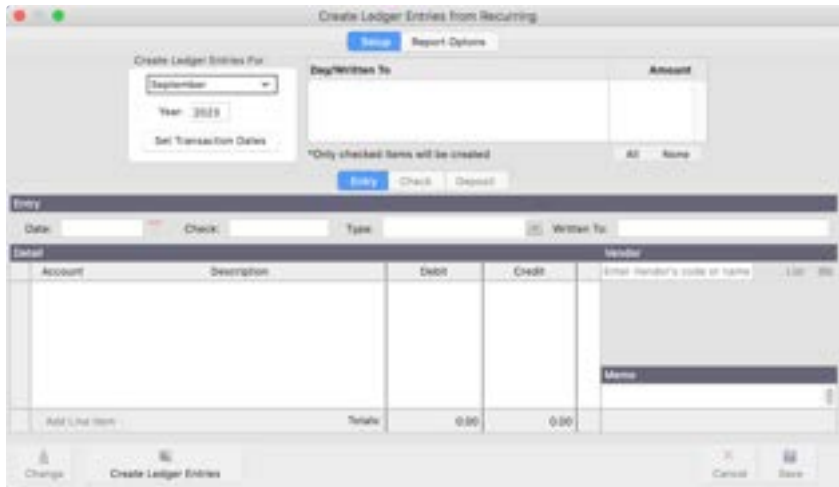 Create Ledger Entries from Recurring
Setup Report Options
Create Ledger Entries For
September
Year: 2023
Set Transaction Dates
Day/Written To Amount
*Only checked items will be created
All None
Entry Check Deposit
Entry
Date: Check: Type: Written To:
Detail Vendor
Account Description Debit Credit
Enter Vendor's code or name List
Memo
Add Line Item Totals: 0.00 0.00
Change Create Ledger Entries Cancel Save